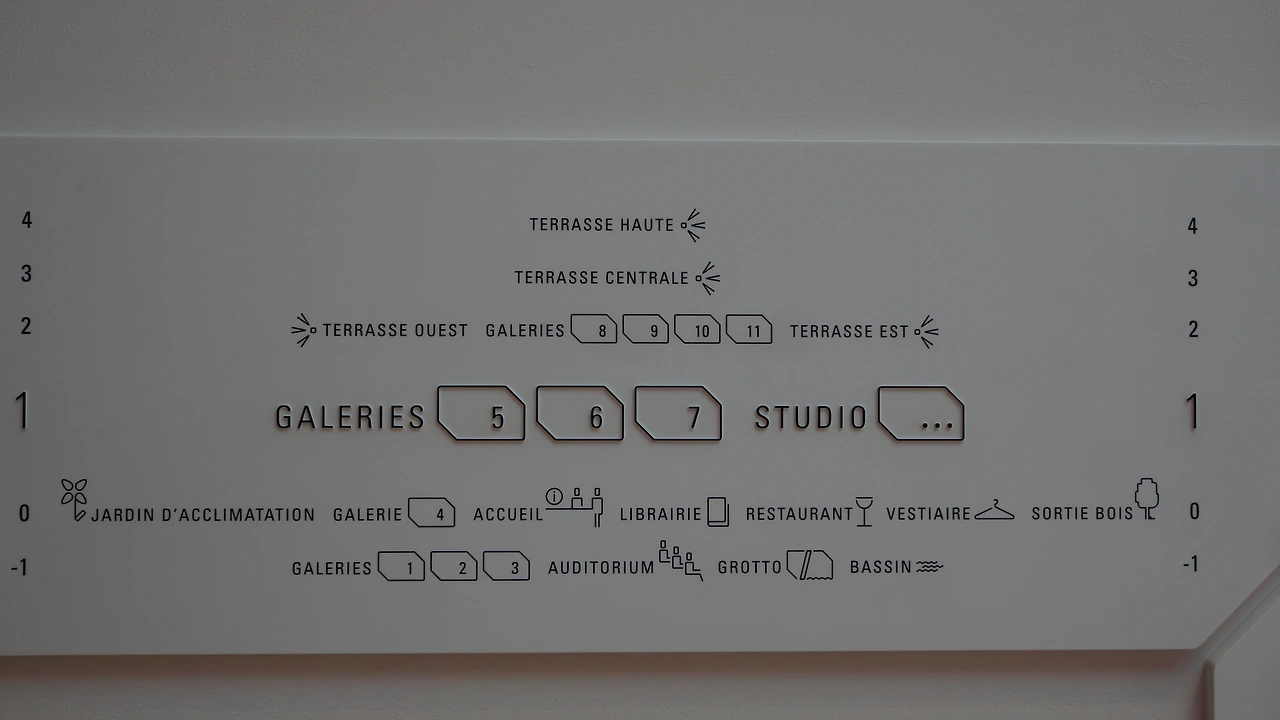 4 TERRASSE HAUTE 4
3 TERRASSE CENTRALE 3
2 TERRASSE OUEST GALERIES 8 9 10 11 TERRASSE EST 2
1 GALERIES 5 6 7 STUDIO ... 1
0 JARDIN D'ACCLIMATATION GALERIE 4 ACCUEIL i LIBRAIRIE RESTAURANT VESTIAIRE SORTIE BOIS 0
-1 GALERIES 1 2 3 AUDITORIUM GROTTO BASSIN -1